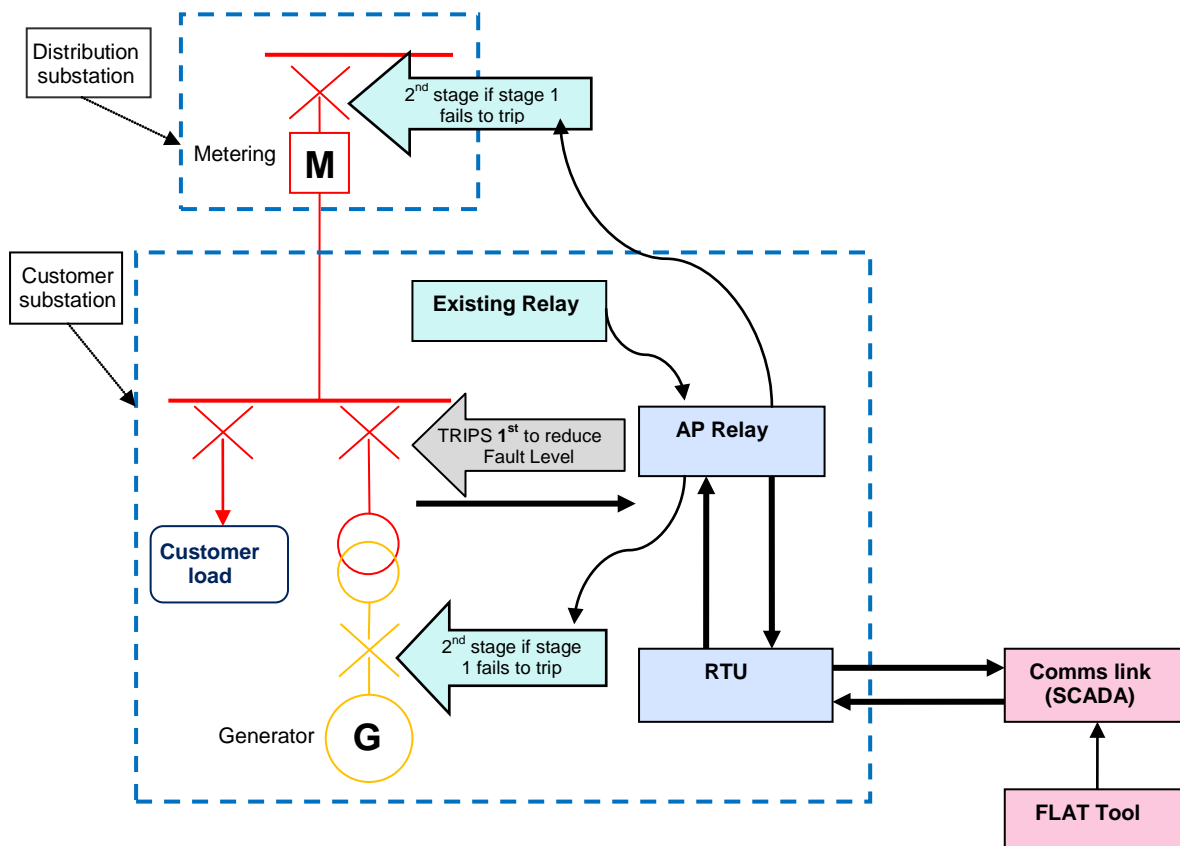 Distribution
substation
2nd stage if stage 1
fails to trip
Metering
M
Customer
substation
Existing Relay
TRIPS 1st to reduce
Fault Level
AP Relay
Customer
load
2nd stage if stage
1 fails to trip
RTU
Comms link
(SCADA)
Generator
G
FLAT Tool